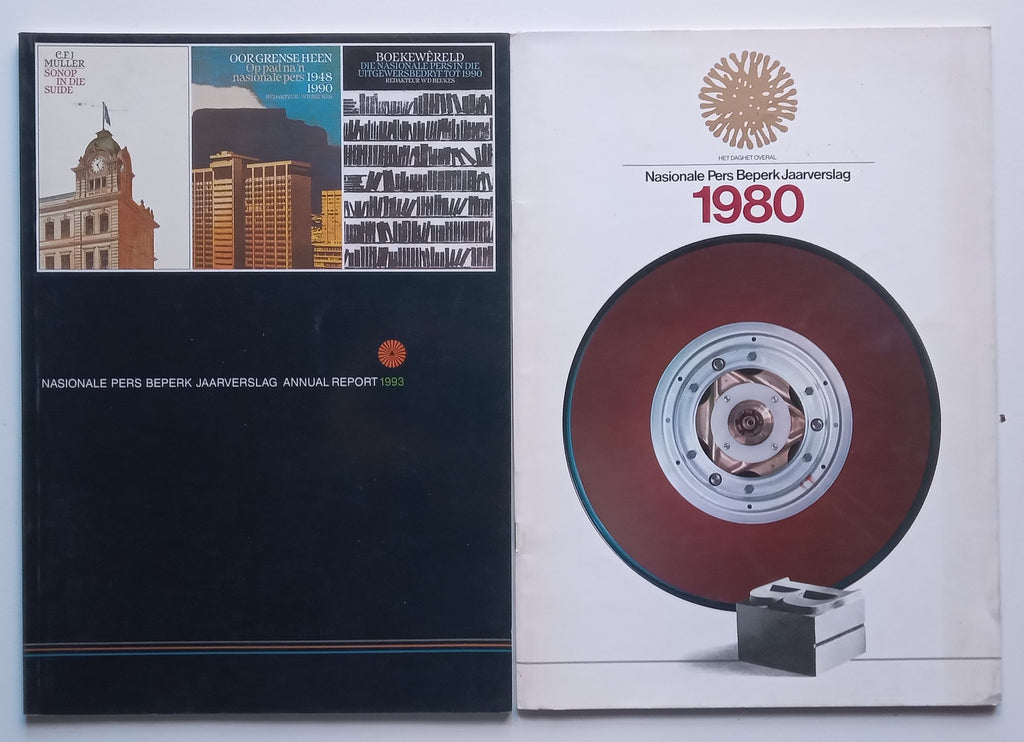 C.F.J
MULLER
SONOP
IN DIE
SUIDE
OOR GRENSE HEEN
Op pad na 'n
nasionale pers 1948
1990
REDAKTEUR W D BEUKES
BOEKEWÊRELD
DIE NASIONALE PERS IN DIE
UITGEWERSBEDRYF TOT 1990
REDAKTEUR W D BEUKES
NASIONALE PERS BEPERK JAARVERSLAG ANNUAL REPORT 1993
HET DAGHET OVERAL
Nasionale Pers Beperk Jaarverslag
1980
B